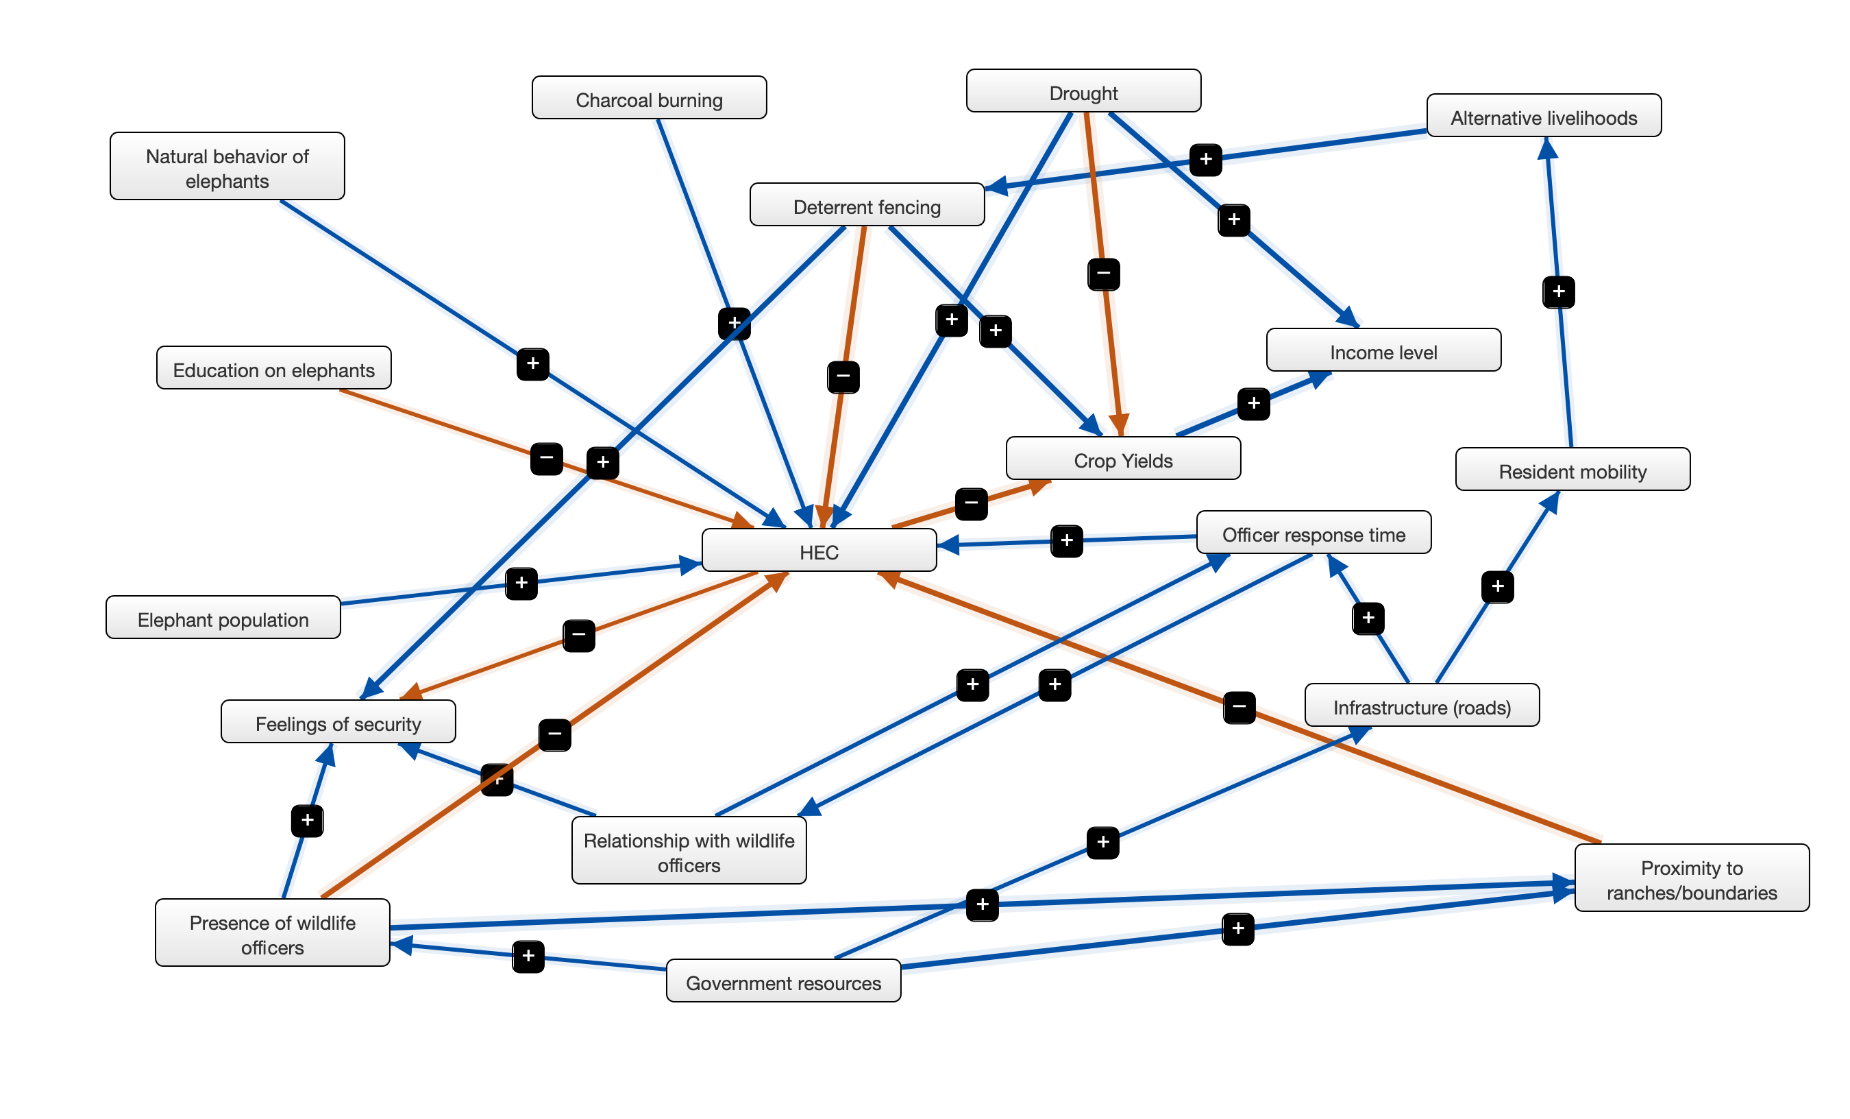 Drought
Charcoal burning
Alternative livelihoods
Natural behavior of
elephants
Deterrent fencing
+
+
−
+
+
+
+
Income level
+
Education on elephants
−
+
Crop Yields
−
+
Resident mobility
−
Officer response time
+
HEC
+
+
Elephant population
+
−
+
+
Infrastructure (roads)
−
Feelings of security
−
+
+
+
Relationship with wildlife
officers
Proximity to
ranches/boundaries
+
Presence of wildlife
officers
+
+
Government resources